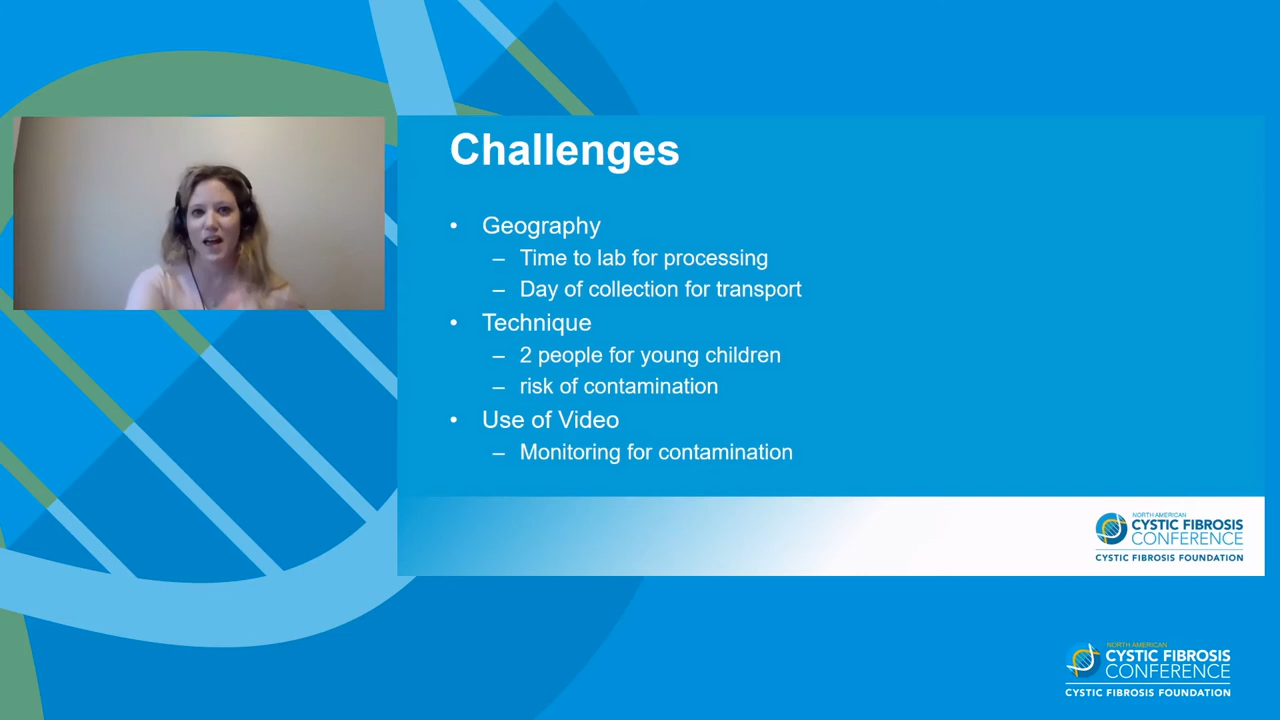 Challenges
• Geography
– Time to lab for processing
– Day of collection for transport
• Technique
– 2 people for young children
– risk of contamination
• Use of Video
– Monitoring for contamination
NORTH AMERICAN
CYSTIC FIBROSIS
CONFERENCE
CYSTIC FIBROSIS FOUNDATION
NORTH AMERICAN
CYSTIC FIBROSIS
CONFERENCE
CYSTIC FIBROSIS FOUNDATION